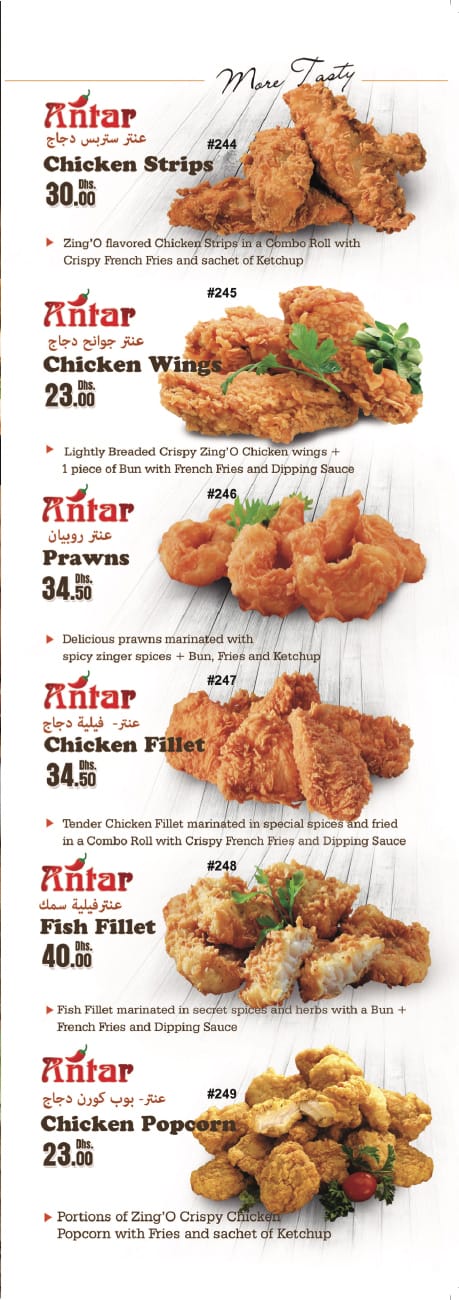 More Tasty
Antar
عنتر ستربس دجاج
#244
Chicken Strips
30.00 Dhs.
Zing'O flavored Chicken Strips in a Combo Roll with
Crispy French Fries and sachet of Ketchup
#245
Antar
عنتر جوانح دجاج
Chicken Wings
23.00 Dhs.
Lightly Breaded Crispy Zing'O Chicken wings +
1 piece of Bun with French Fries and Dipping Sauce
#246
Antar
عنتر روبيان
Prawns
34.50 Dhs.
Delicious prawns marinated with
spicy zinger spices + Bun, Fries and Ketchup
#247
Antar
عنتر- فيلية دجاج
Chicken Fillet
34.50 Dhs.
Tender Chicken Fillet marinated in special spices and fried
in a Combo Roll with Crispy French Fries and Dipping Sauce
#248
Antar
عنترفيلية سمك
Fish Fillet
40.00 Dhs.
Fish Fillet marinated in secret spices and herbs with a Bun +
French Fries and Dipping Sauce
Antar
عنتر- بوب كورن دجاج
#249
Chicken Popcorn
23.00 Dhs.
Portions of Zing'O Crispy Chicken
Popcorn with Fries and sachet of Ketchup